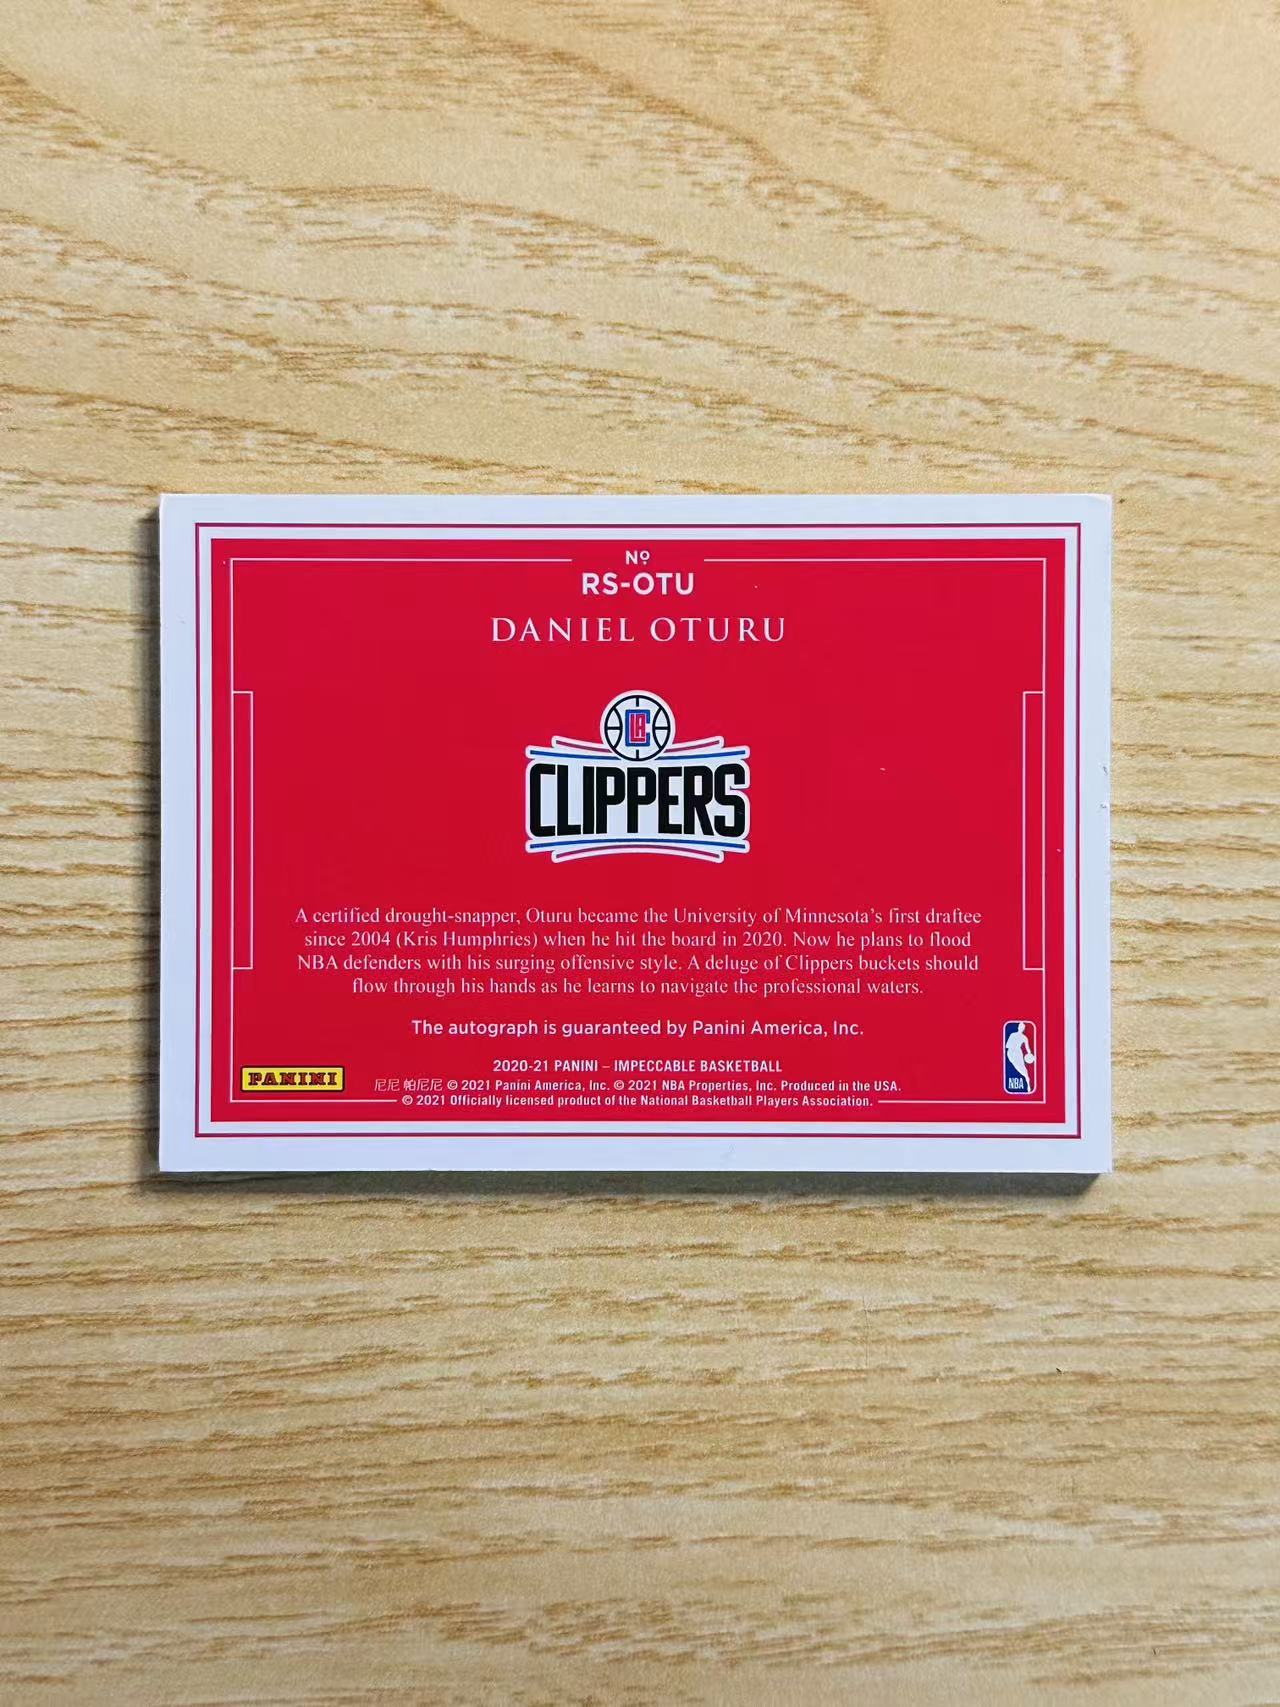 Nº
RS-OTU
DANIEL OTURU
LAC
CLIPPERS
A certified drought-snapper, Oturu became the University of Minnesota's first draftee
since 2004 (Kris Humphries) when he hit the board in 2020. Now he plans to flood
NBA defenders with his surging offensive style. A deluge of Clippers buckets should
flow through his hands as he learns to navigate the professional waters.
The autograph is guaranteed by Panini America, Inc.
PANINI
2020-21 PANINI – IMPECCABLE BASKETBALL
尼尼 帕尼尼 © 2021 Panini America, Inc. © 2021 NBA Properties, Inc. Produced in the USA.
© 2021 Officially licensed product of the National Basketball Players Association.
NBA